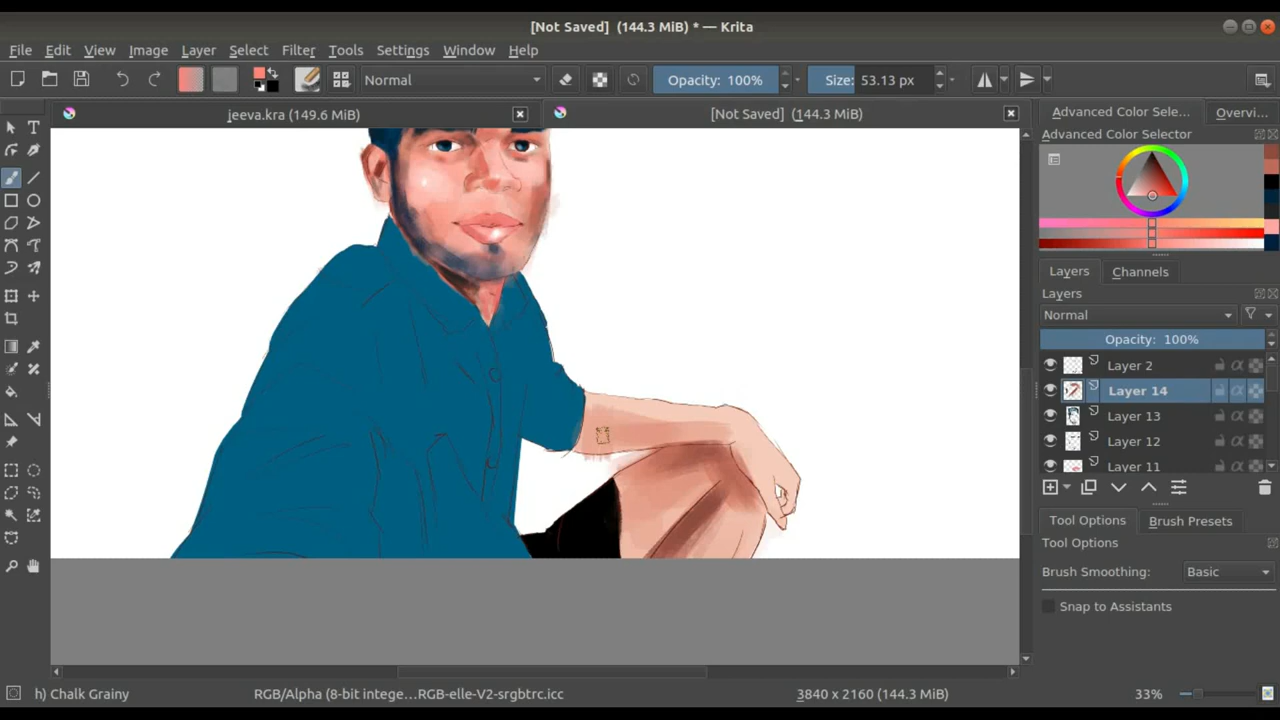 [Not Saved] (144.3 MiB) * — Krita
File Edit View Image Layer Select Filter Tools Settings Window Help
Normal Opacity: 100% Size: 53.13 px
jeeva.kra (149.6 MiB) [Not Saved] (144.3 MiB) Advanced Color Sele... Overvi...
Advanced Color Selector
Layers Channels
Layers
Normal
Opacity: 100%
Layer 2
Layer 14
Layer 13
Layer 12
Layer 11
Tool Options Brush Presets
Tool Options
Brush Smoothing: Basic
Snap to Assistants
h) Chalk Grainy RGB/Alpha (8-bit intege...RGB-elle-V2-srgbtrc.icc 3840 x 2160 (144.3 MiB) 33%